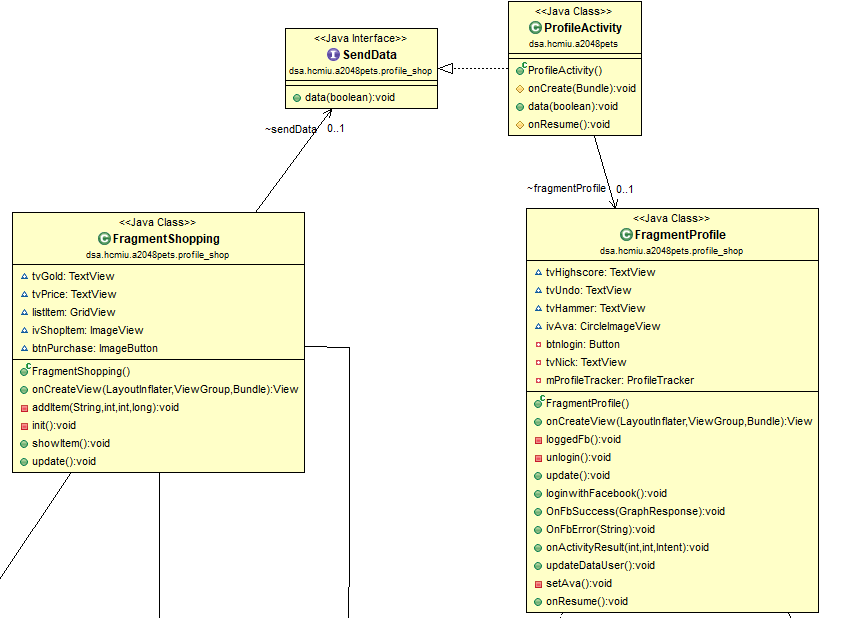 <<Java Interface>>
SendData
dsa.hcmiu.a2048pets.profile_shop
data(boolean):void
<<Java Class>>
ProfileActivity
dsa.hcmiu.a2048pets
ProfileActivity()
onCreate(Bundle):void
data(boolean):void
onResume():void
~sendData 0..1
~fragmentProfile 0..1
<<Java Class>>
FragmentShopping
dsa.hcmiu.a2048pets.profile_shop
tvGold: TextView
tvPrice: TextView
listItem: GridView
ivShopItem: ImageView
btnPurchase: ImageButton
FragmentShopping()
onCreateView(LayoutInflater,ViewGroup,Bundle):View
addItem(String,int,int,long):void
init():void
showItem():void
update():void
<<Java Class>>
FragmentProfile
dsa.hcmiu.a2048pets.profile_shop
tvHighscore: TextView
tvUndo: TextView
tvHammer: TextView
ivAva: CircleImageView
btnlogin: Button
tvNick: TextView
mProfileTracker: ProfileTracker
FragmentProfile()
onCreateView(LayoutInflater,ViewGroup,Bundle):View
loggedFb():void
unlogin():void
update():void
loginwithFacebook():void
OnFbSuccess(GraphResponse):void
OnFbError(String):void
onActivityResult(int,int,Intent):void
updateDataUser():void
setAva():void
onResume():void